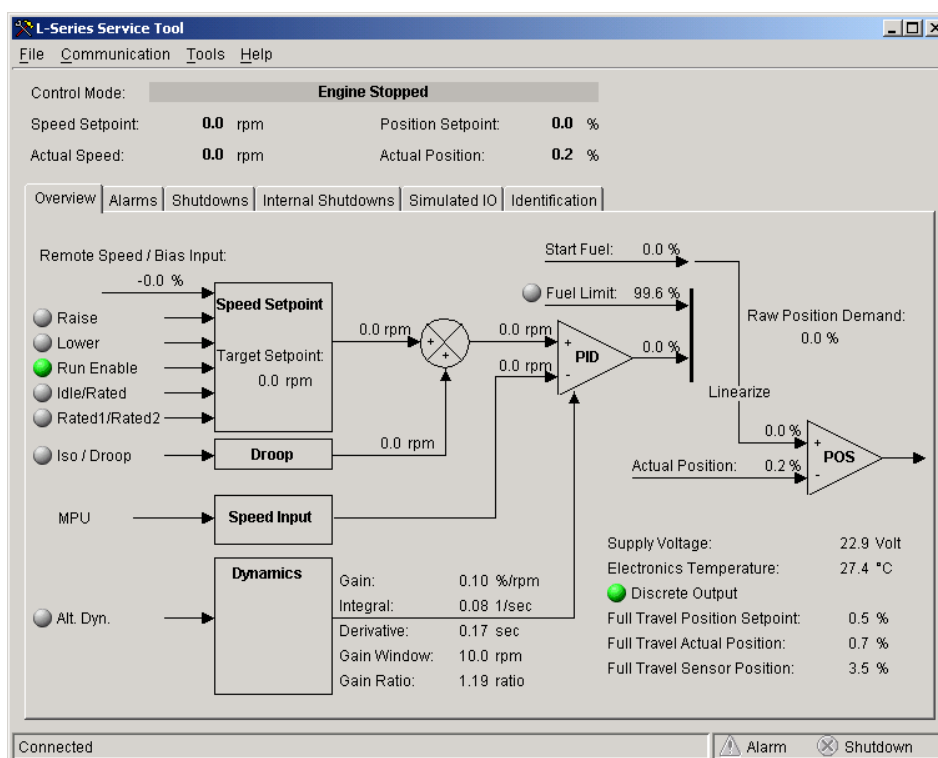 L-Series Service Tool
File Communication Tools Help
Control Mode: Engine Stopped
Speed Setpoint: 0.0 rpm Position Setpoint: 0.0 %
Actual Speed: 0.0 rpm Actual Position: 0.2 %
Overview Alarms Shutdowns Internal Shutdowns Simulated IO Identification
Remote Speed / Bias Input:
-0.0 %
Raise
Lower
Run Enable
Idle/Rated
Rated1/Rated2
Iso / Droop
MPU
Alt. Dyn.
Speed Setpoint
Target Setpoint:
0.0 rpm
Droop
Speed Input
Dynamics
0.0 rpm
+
+
0.0 rpm
0.0 rpm
0.0 rpm
+
-
PID
0.0 %
Start Fuel: 0.0 %
Fuel Limit: 99.6 %
Raw Position Demand:
0.0 %
Linearize
0.0 %
Actual Position: 0.2 %
+
-
POS
Gain: 0.10 %/rpm
Integral: 0.08 1/sec
Derivative: 0.17 sec
Gain Window: 10.0 rpm
Gain Ratio: 1.19 ratio
Supply Voltage: 22.9 Volt
Electronics Temperature: 27.4 °C
Discrete Output
Full Travel Position Setpoint: 0.5 %
Full Travel Actual Position: 0.7 %
Full Travel Sensor Position: 3.5 %
Connected
Alarm Shutdown